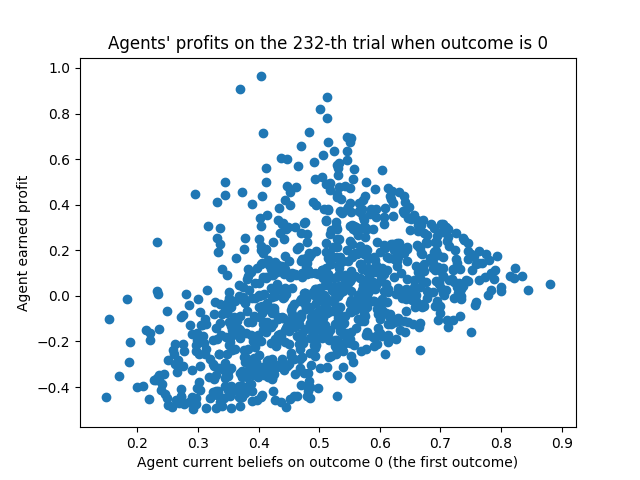 Agents' profits on the 232-th trial when outcome is 0
1.0
0.8
0.6
0.4
0.2
0.0
−0.2
−0.4
Agent earned profit
0.2 0.3 0.4 0.5 0.6 0.7 0.8 0.9
Agent current beliefs on outcome 0 (the first outcome)